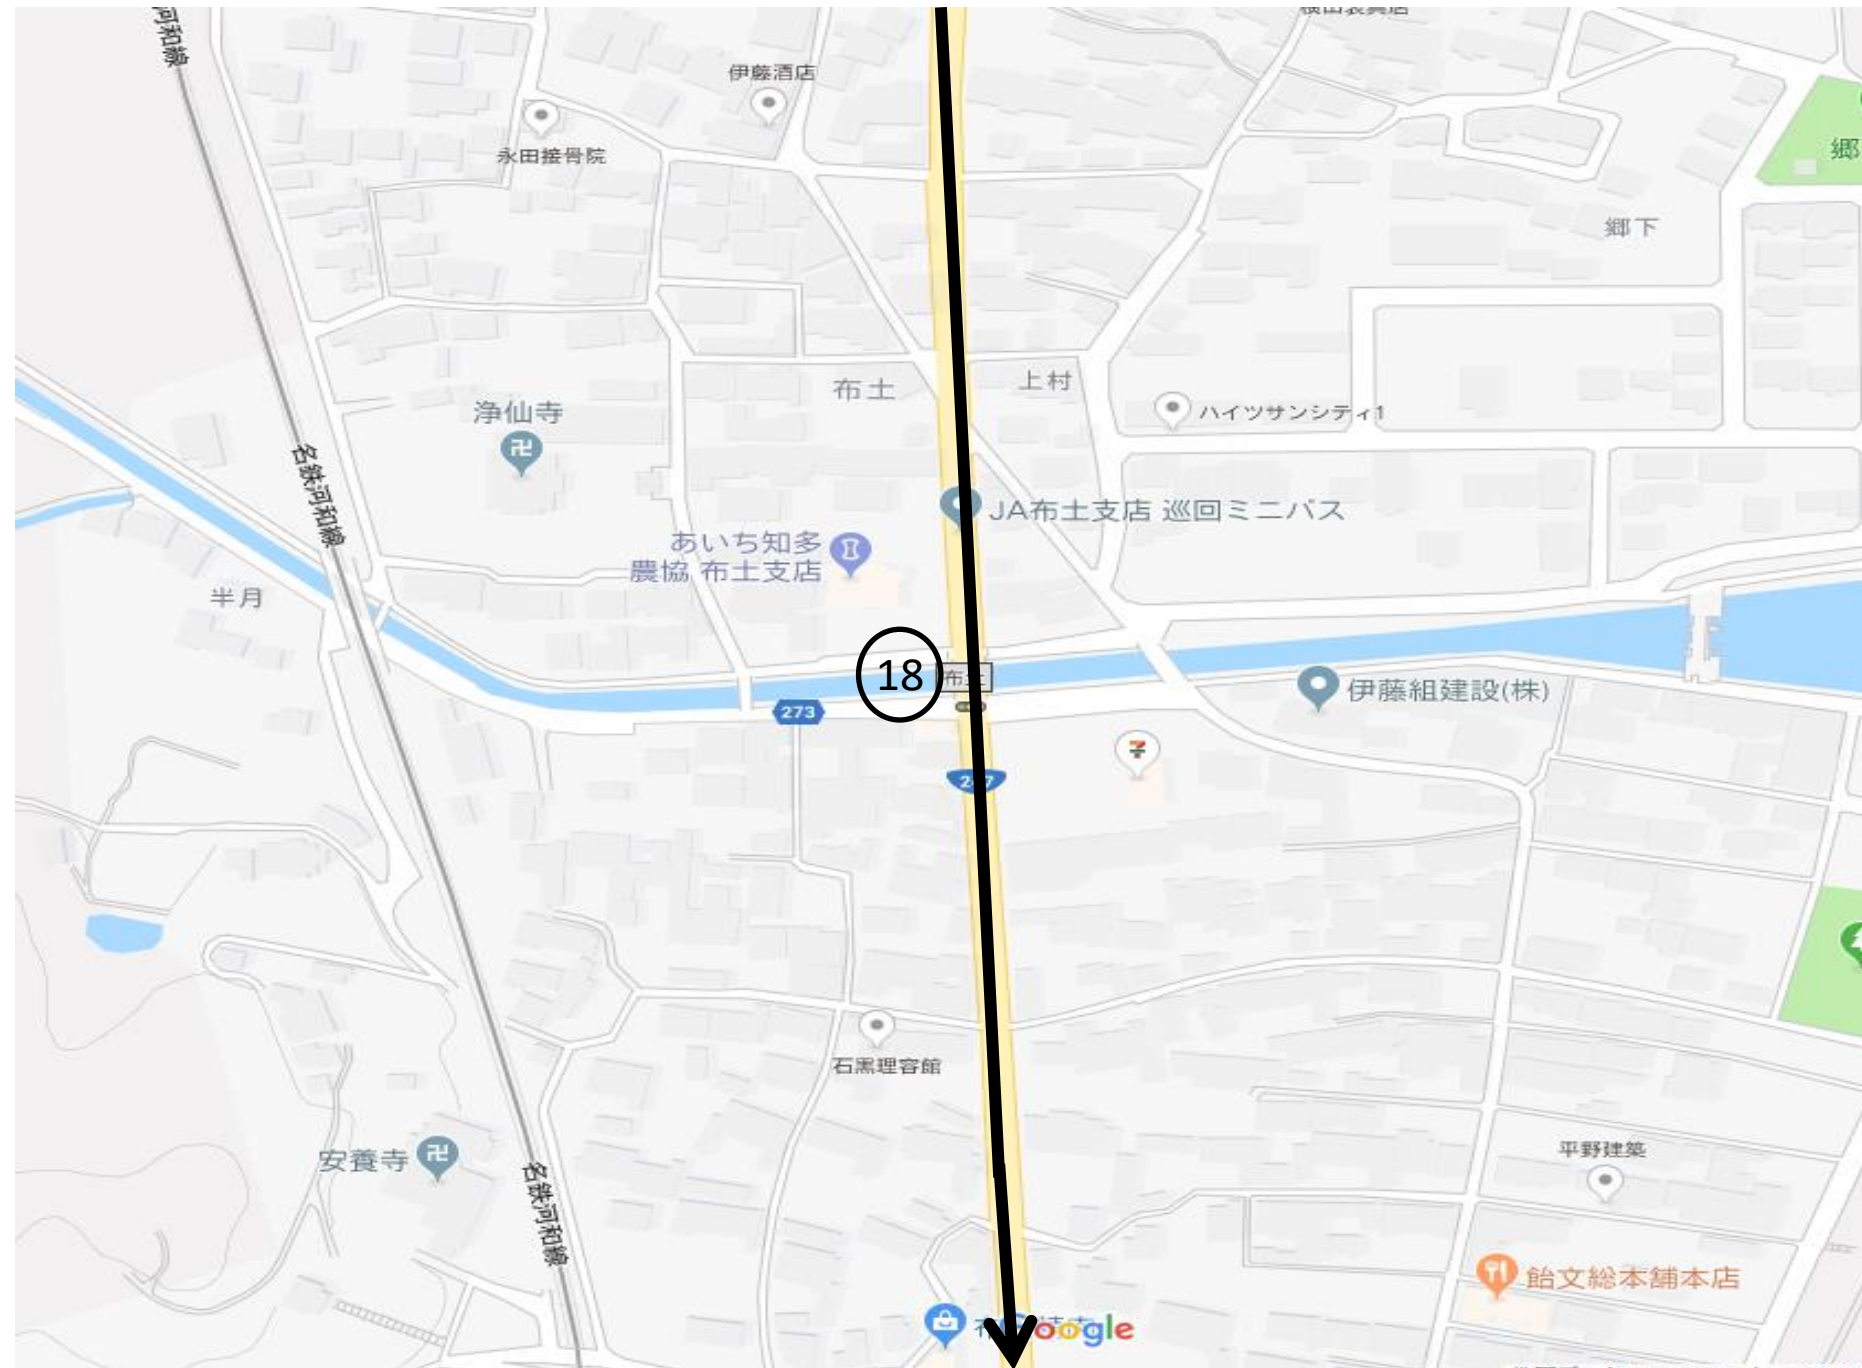 伊藤酒店
永田接骨院
郷下
布土
上村
ハイツサンシティ1
浄仙寺
名鉄河和線
JA布土支店 巡回ミニバス
あいち知多
農協 布土支店
半月
18
273
伊藤組建設(株)
7
石黒理容館
安養寺
名鉄河和線
平野建築
飴文総本舗本店
Google